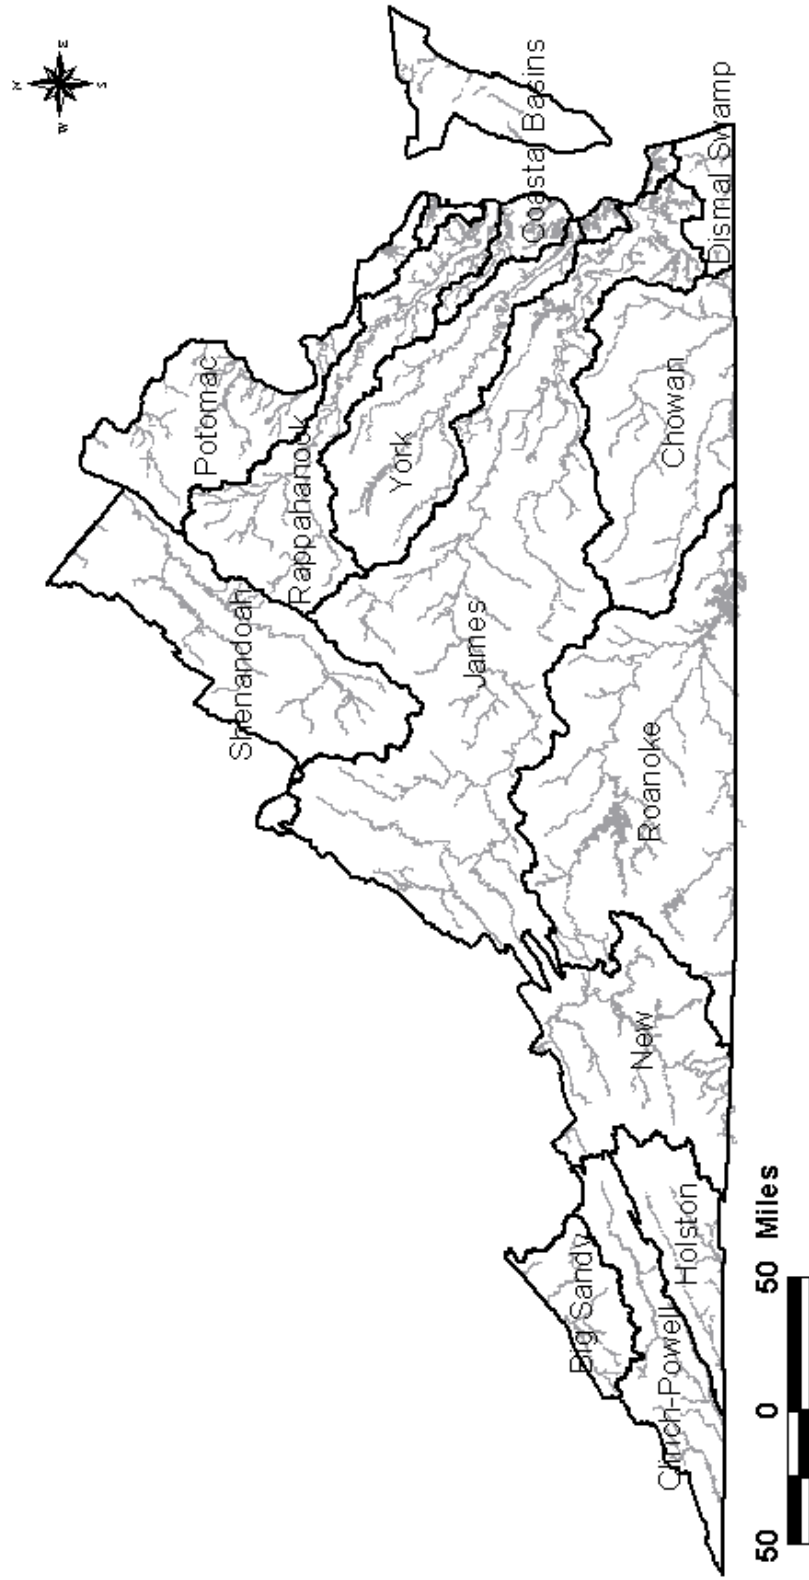 N
W E
S
Potomac
Shenandoah
Rappahanook
York
James
Coastal Basins
Big Sandy
New
Roanoke
Chowan
Clinch-Powell
Holston
Dismal Swamp
50 0 50 Miles